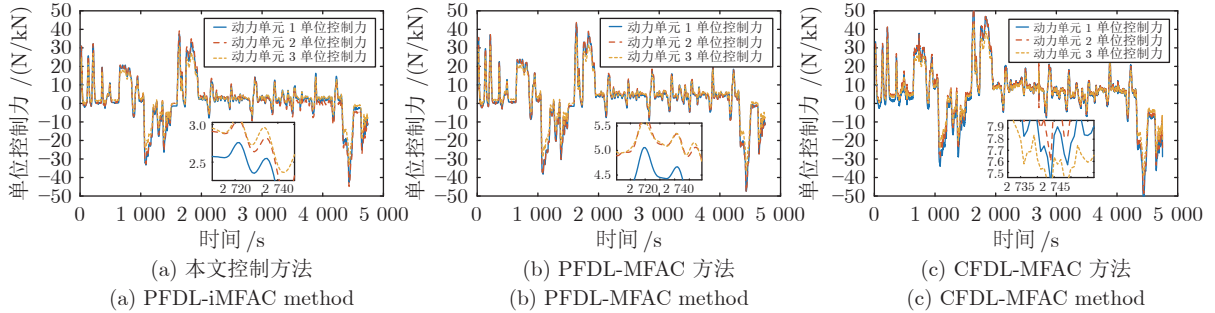 单位控制力 /(N/kN)
50
40
30
20
10
0
−10
−20
−30
−40
−50
动力单元 1 单位控制力
动力单元 2 单位控制力
动力单元 3 单位控制力
3.0
2.5
2 720 2 740
0 1 000 2 000 3 000 4 000 5 000
时间 /s
(a) 本文控制方法
(a) PFDL-iMFAC method
单位控制力 /(N/kN)
50
40
30
20
10
0
−10
−20
−30
−40
−50
动力单元 1 单位控制力
动力单元 2 单位控制力
动力单元 3 单位控制力
5.5
5.0
4.5
2 720 2 740
0 1 000 2 000 3 000 4 000 5 000
时间 /s
(b) PFDL-MFAC 方法
(b) PFDL-MFAC method
单位控制力 /(N/kN)
50
40
30
20
10
0
−10
−20
−30
−40
−50
动力单元 1 单位控制力
动力单元 2 单位控制力
动力单元 3 单位控制力
7.9
7.8
7.7
7.6
7.5
2 735 2 745
0 1 000 2 000 3 000 4 000 5 000
时间 /s
(c) CFDL-MFAC 方法
(c) CFDL-MFAC method